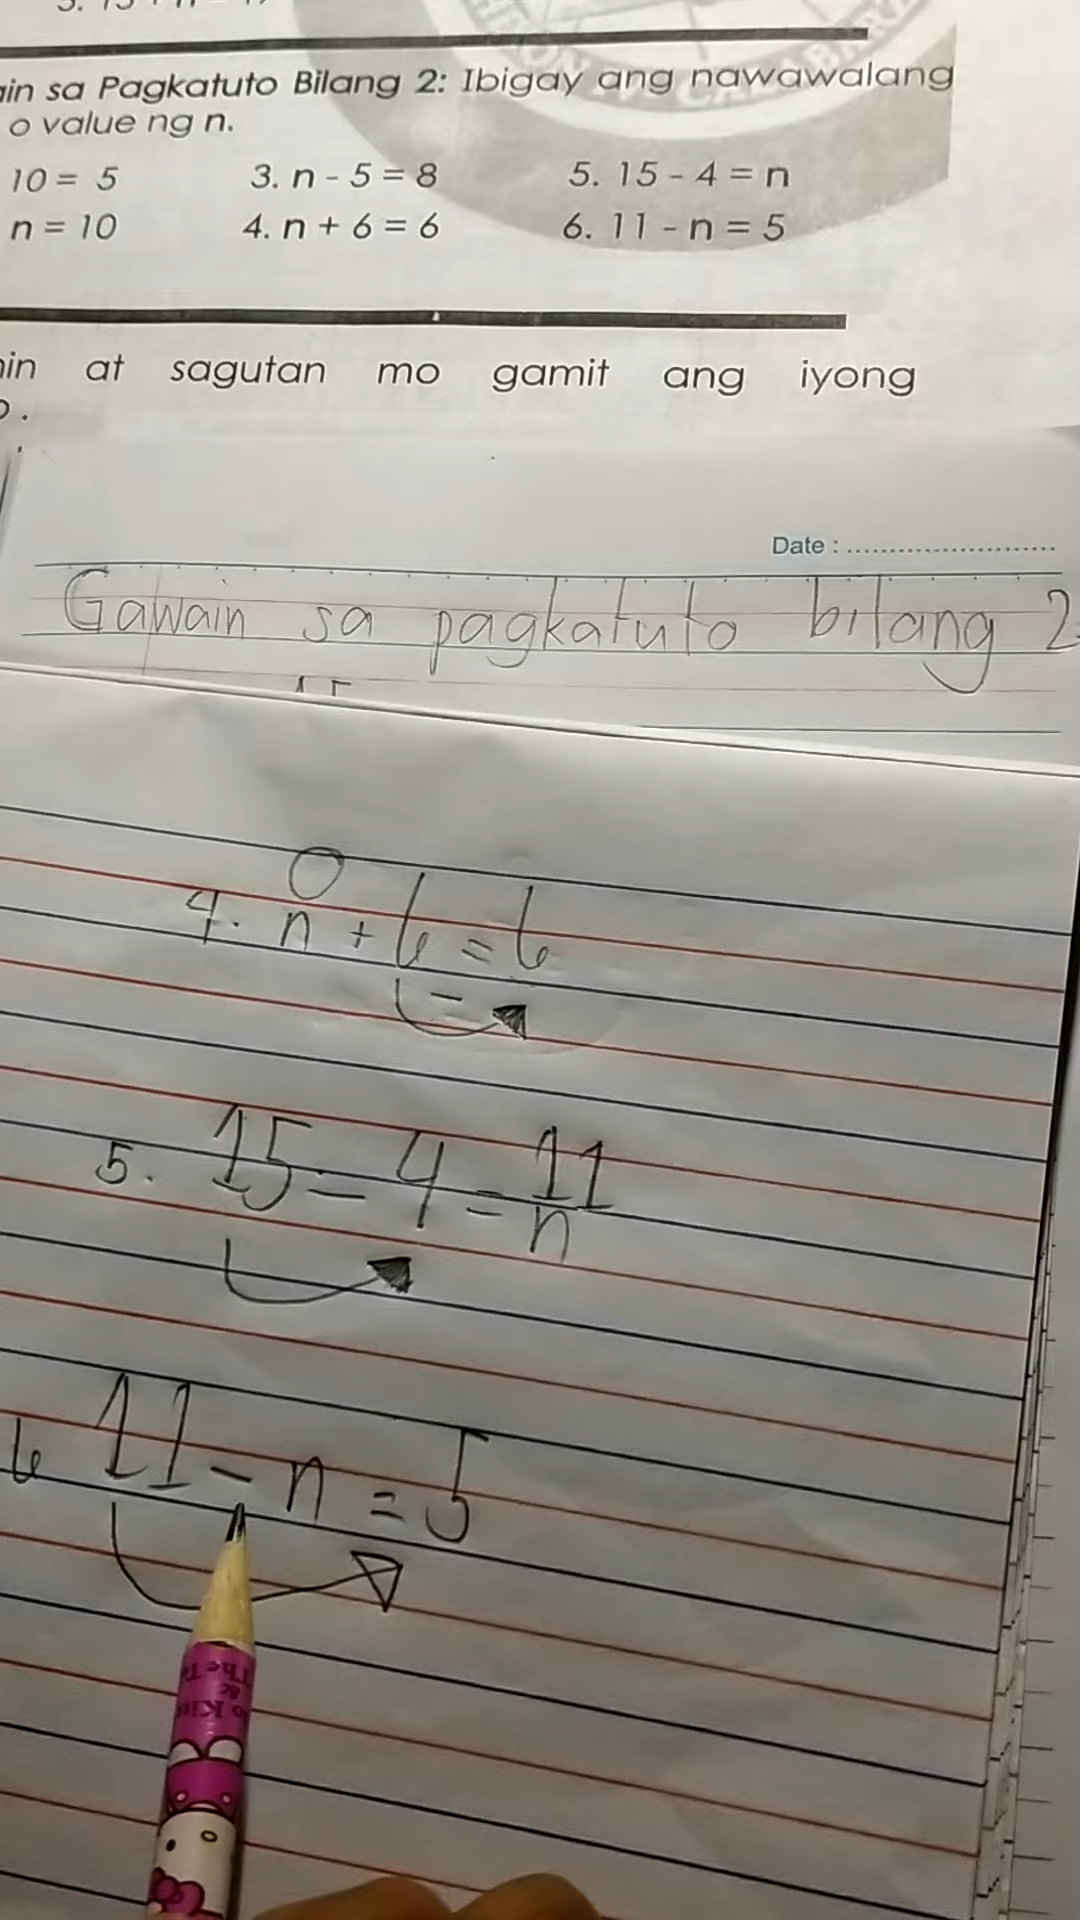 ain sa Pagkatuto Bilang 2: Ibigay ang nawawalang
o value ng n.
10 = 5 3. n - 5 = 8 5. 15 - 4 = n
n = 10 4. n + 6 = 6 6. 11 - n = 5
at sagutan mo gamit ang iyong
Date :
Gawain sa pagkatuto bilang 2
0
4. n + 6 = 6
-
5. 15 - 4 = 11
n
6 11 - n = 5